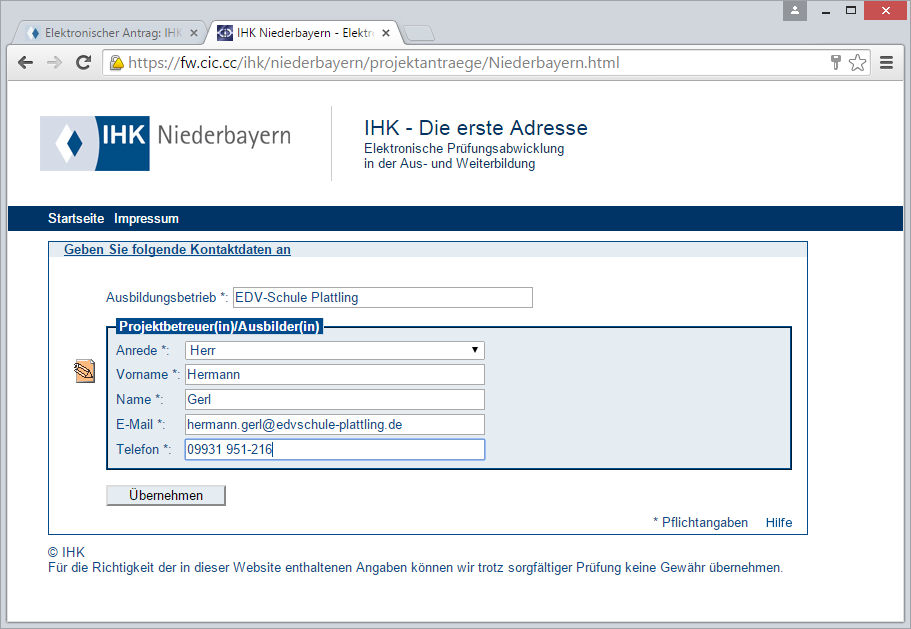 Elektronischer Antrag: IHK
IHK Niederbayern - Elektr
https://fw.cic.cc/ihk/niederbayern/projektantraege/Niederbayern.html
IHK Niederbayern
IHK - Die erste Adresse
Elektronische Prüfungsabwicklung
in der Aus- und Weiterbildung
Startseite Impressum
Geben Sie folgende Kontaktdaten an
Ausbildungsbetrieb *: EDV-Schule Plattling
Projektbetreuer(in)/Ausbilder(in)
Anrede *: Herr
Vorname *: Hermann
Name *: Gerl
E-Mail *: hermann.gerl@edvschule-plattling.de
Telefon *: 09931 951-216
Übernehmen
* Pflichtangaben Hilfe
© IHK
Für die Richtigkeit der in dieser Website enthaltenen Angaben können wir trotz sorgfältiger Prüfung keine Gewähr übernehmen.